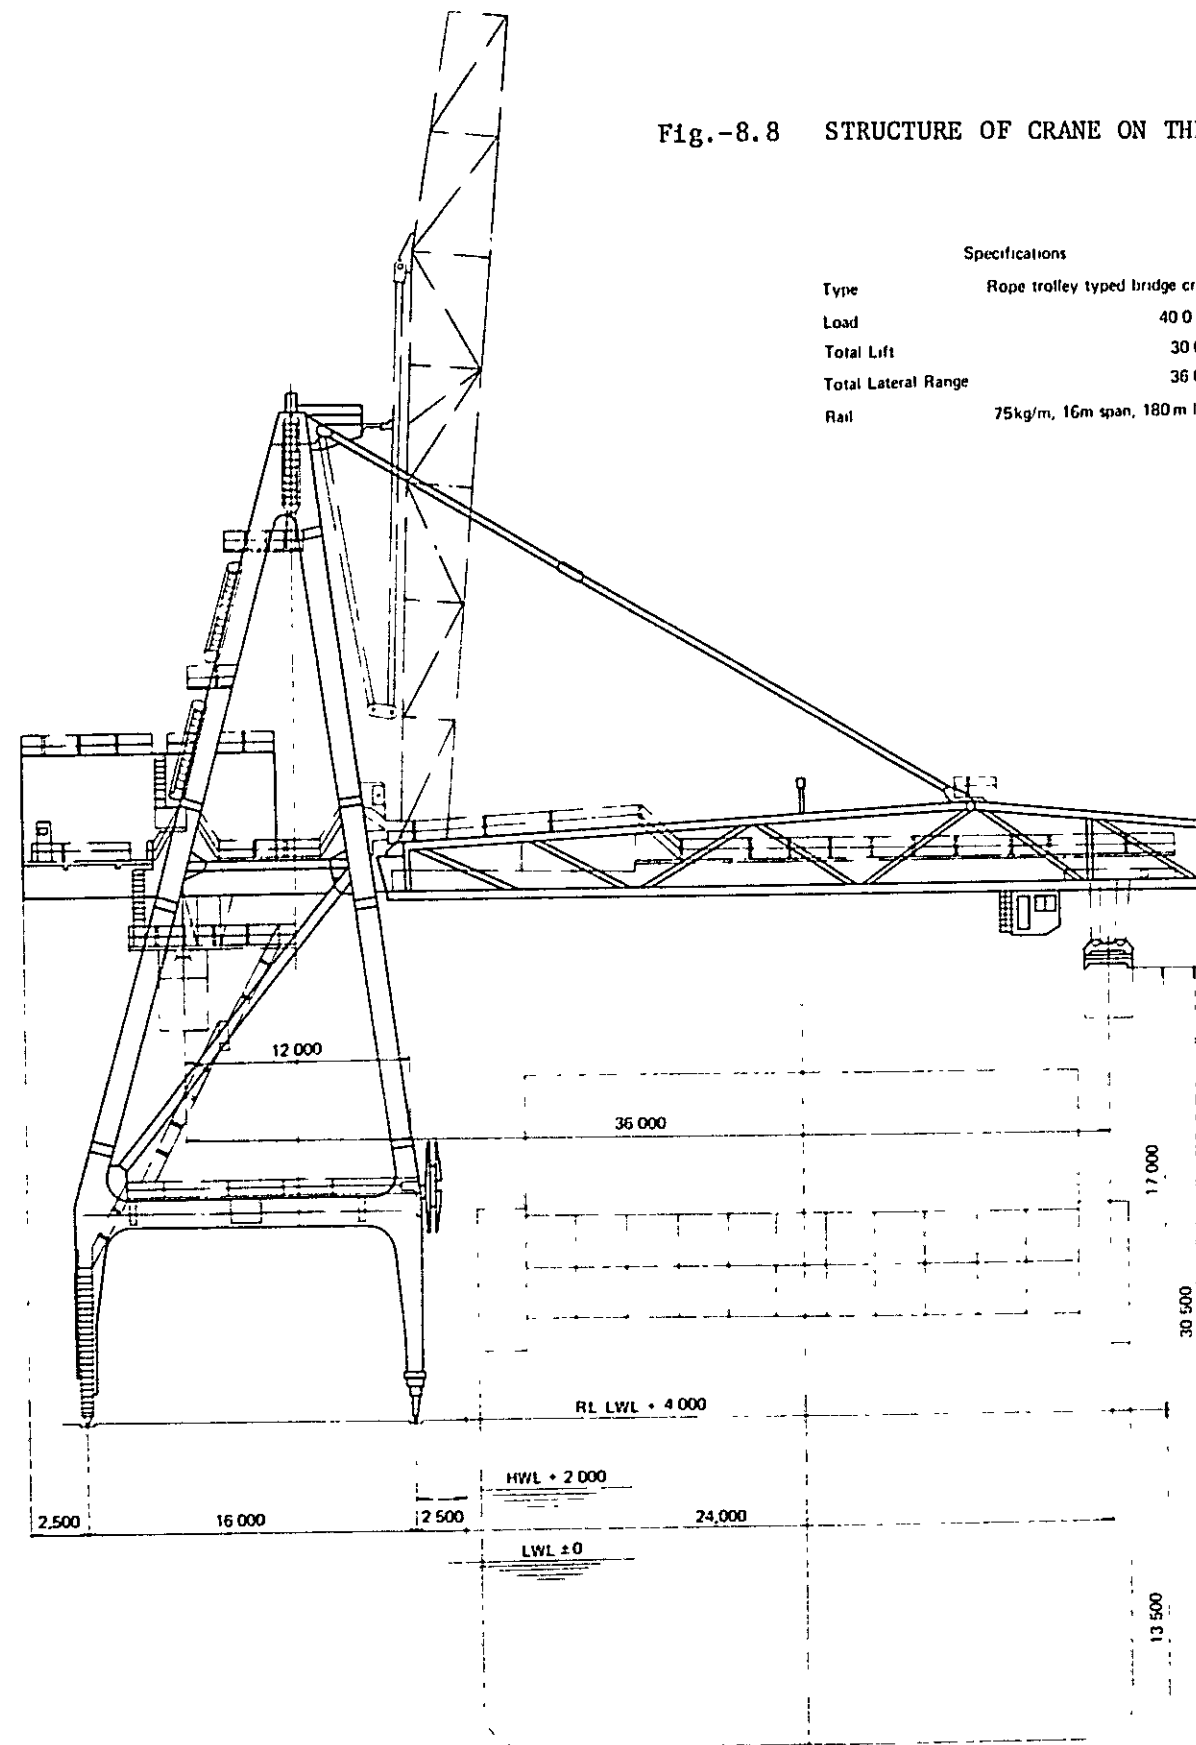 Fig.-8.8 STRUCTURE OF CRANE ON TH
Specifications
Type Rope trolley typed bridge cr
Load 40 0
Total Lift 30
Total Lateral Range 36
Rail 75kg/m, 16m span, 180m
12 000
36 000
17 000
30 500
RL LWL + 4 000
HWL + 2 000
2,500 16 000 2 500 24,000
LWL ±0
13 500